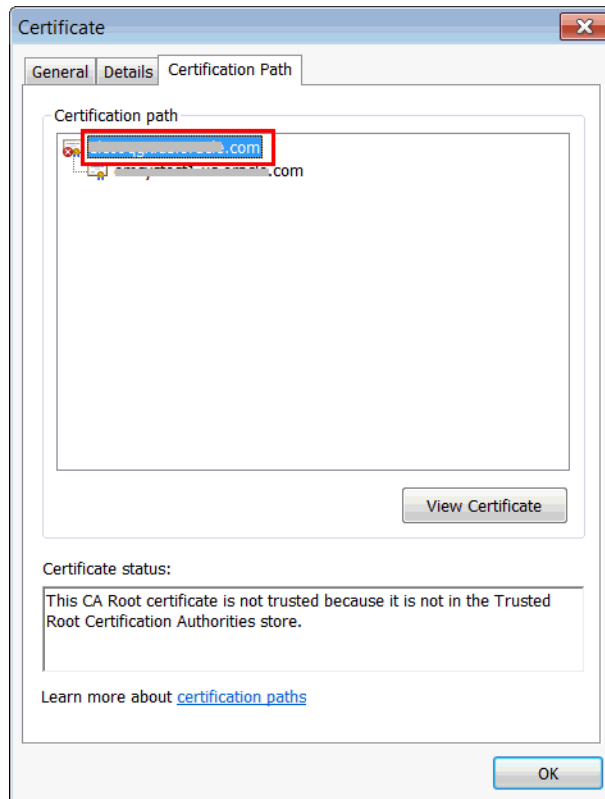 Certificate
General Details Certification Path
Certification path
.com
.com
View Certificate
Certificate status:
This CA Root certificate is not trusted because it is not in the Trusted
Root Certification Authorities store.
Learn more about certification paths
OK